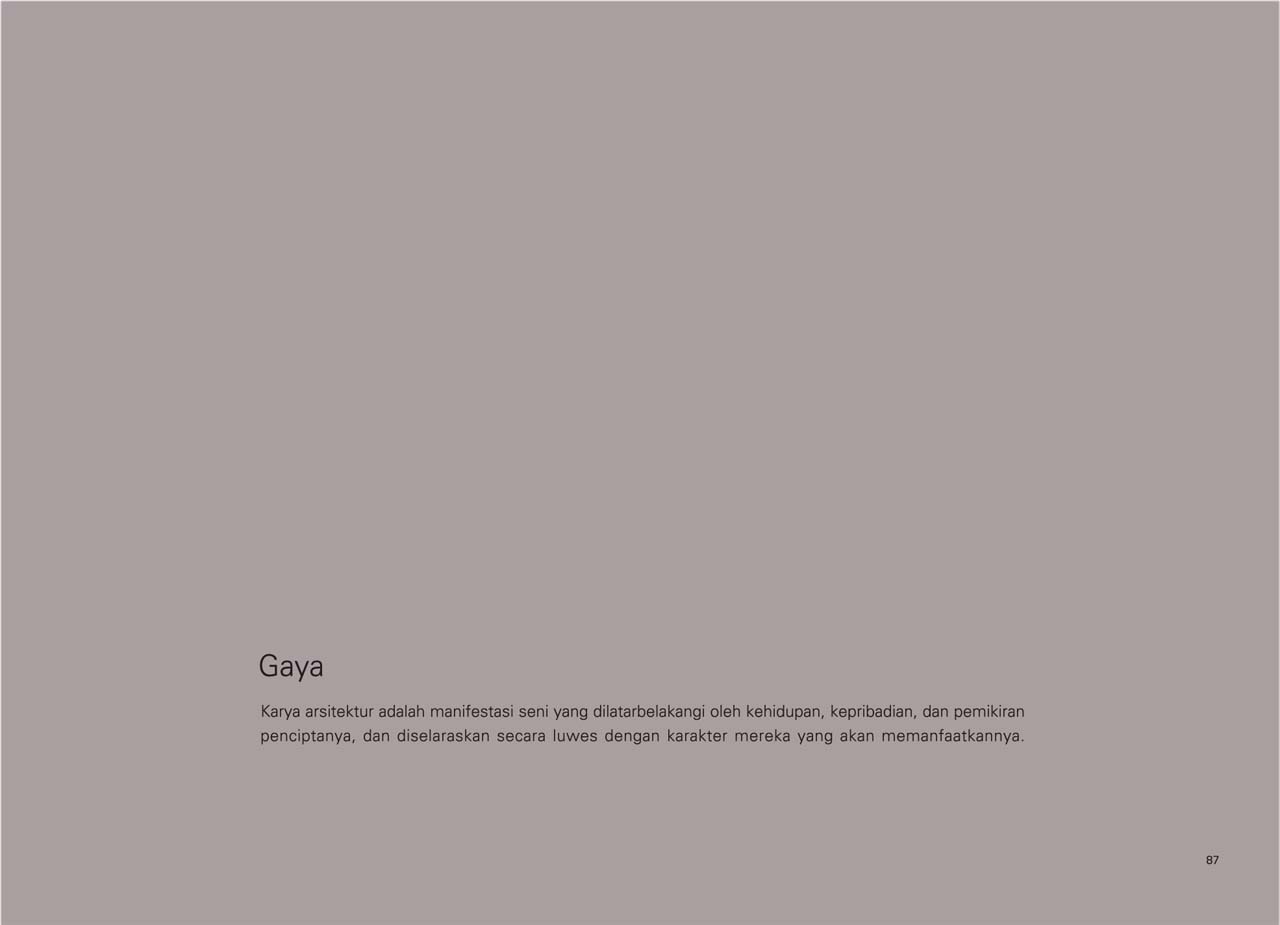 Gaya
Karya arsitektur adalah manifestasi seni yang dilatarbelakangi oleh kehidupan, kepribadian, dan pemikiran
penciptanya, dan diselaraskan secara luwes dengan karakter mereka yang akan memanfaatkannya.
87